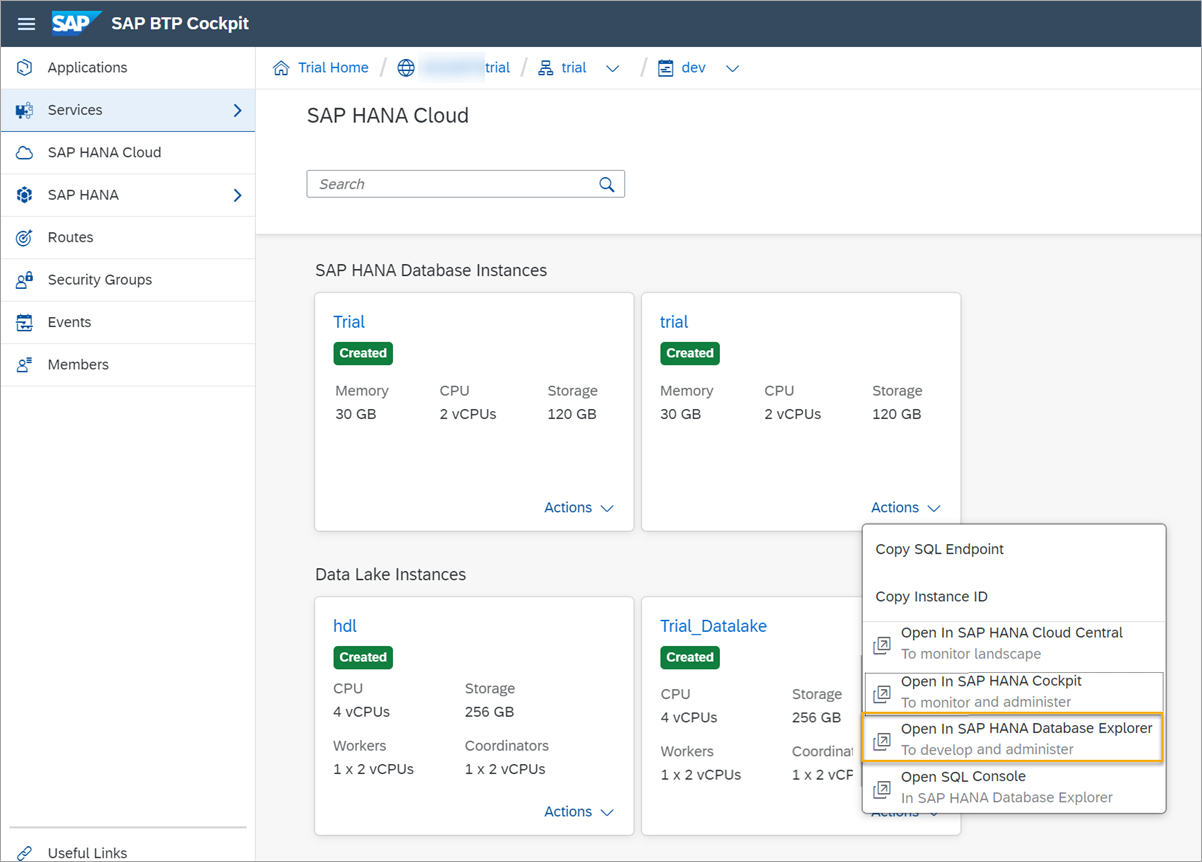 SAP SAP BTP Cockpit
Applications
Services
SAP HANA Cloud
SAP HANA
Routes
Security Groups
Events
Members
Useful Links
Trial Home / trial / trial / dev
SAP HANA Cloud
Search
SAP HANA Database Instances
Trial
Created
Memory CPU Storage
30 GB 2 vCPUs 120 GB
Actions
trial
Created
Memory CPU Storage
30 GB 2 vCPUs 120 GB
Actions
Copy SQL Endpoint
Copy Instance ID
Open In SAP HANA Cloud Central
To monitor landscape
Open In SAP HANA Cockpit
To monitor and administer
Open In SAP HANA Database Explorer
To develop and administer
Open SQL Console
In SAP HANA Database Explorer
Data Lake Instances
hdl
Created
CPU Storage
4 vCPUs 256 GB
Workers Coordinators
1 x 2 vCPUs 1 x 2 vCPUs
Actions
Trial_Datalake
Created
CPU Storage
4 vCPUs 256 GB
Workers Coordinat
1 x 2 vCPUs 1 x 2 vCP
Actions